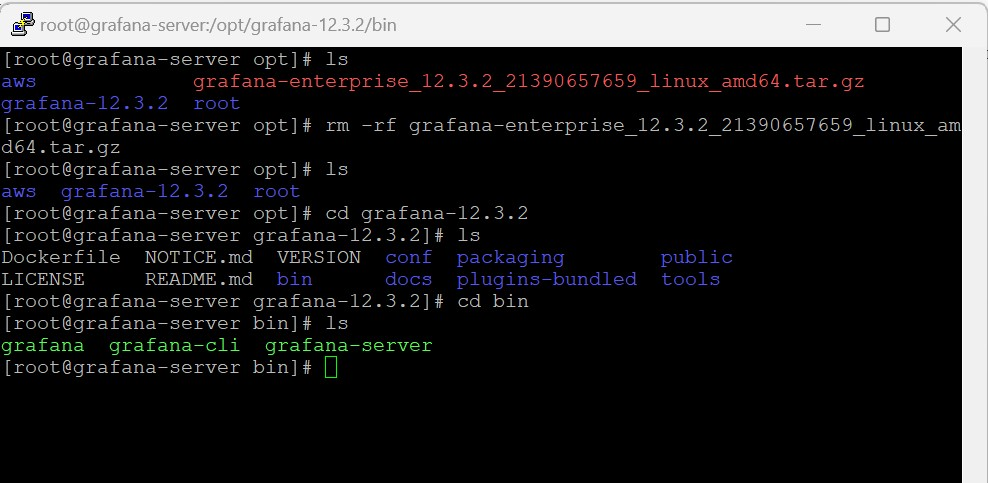 root@grafana-server:/opt/grafana-12.3.2/bin
[root@grafana-server opt]# ls
aws             grafana-enterprise_12.3.2_21390657659_linux_amd64.tar.gz
grafana-12.3.2  root
[root@grafana-server opt]# rm -rf grafana-enterprise_12.3.2_21390657659_linux_am
d64.tar.gz
[root@grafana-server opt]# ls
aws  grafana-12.3.2  root
[root@grafana-server opt]# cd grafana-12.3.2
[root@grafana-server grafana-12.3.2]# ls
Dockerfile  NOTICE.md  VERSION  conf  packaging        public
LICENSE     README.md  bin      docs  plugins-bundled  tools
[root@grafana-server grafana-12.3.2]# cd bin
[root@grafana-server bin]# ls
grafana  grafana-cli  grafana-server
[root@grafana-server bin]#